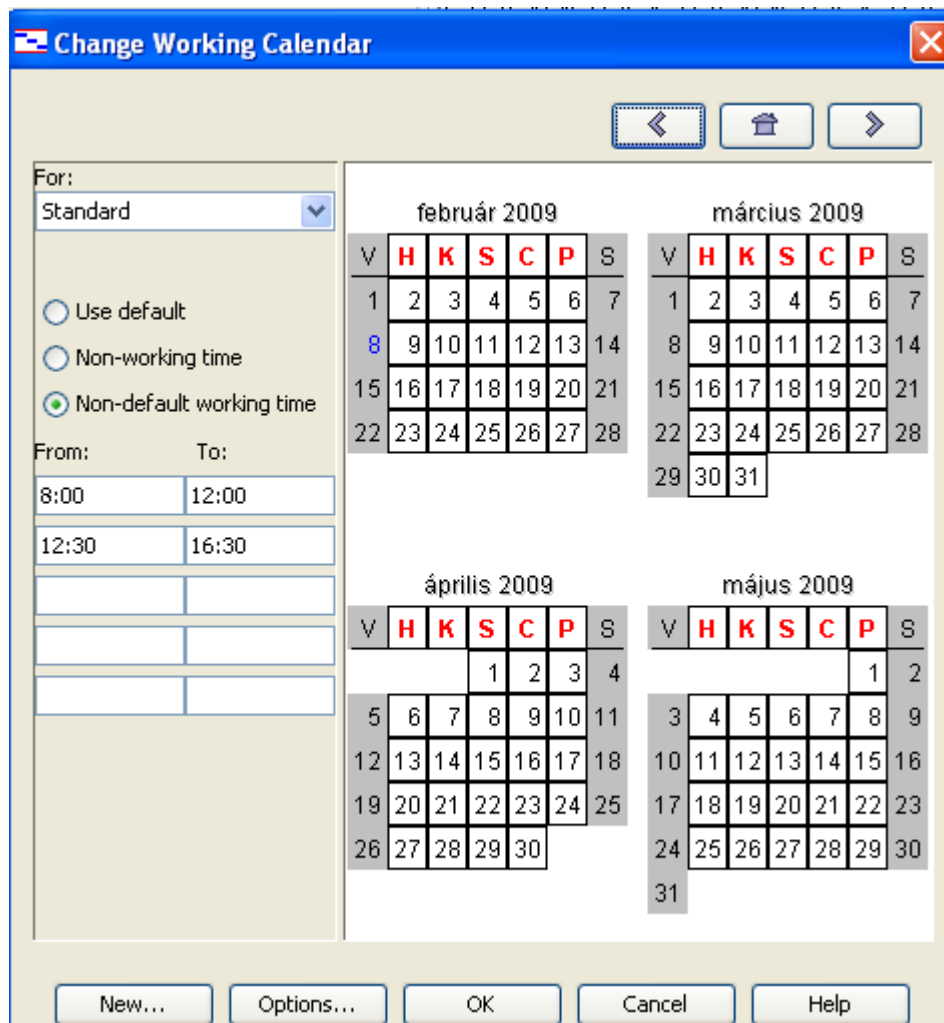 Change Working Calendar
For:
Standard
Use default
Non-working time
Non-default working time
From: To:
8:00 12:00
12:30 16:30
február 2009
V H K S C P S
1 2 3 4 5 6 7
8 9 10 11 12 13 14
15 16 17 18 19 20 21
22 23 24 25 26 27 28
március 2009
V H K S C P S
1 2 3 4 5 6 7
8 9 10 11 12 13 14
15 16 17 18 19 20 21
22 23 24 25 26 27 28
29 30 31
április 2009
V H K S C P S
1 2 3 4
5 6 7 8 9 10 11
12 13 14 15 16 17 18
19 20 21 22 23 24 25
26 27 28 29 30
május 2009
V H K S C P S
1 2
3 4 5 6 7 8 9
10 11 12 13 14 15 16
17 18 19 20 21 22 23
24 25 26 27 28 29 30
31
New... Options... OK Cancel Help